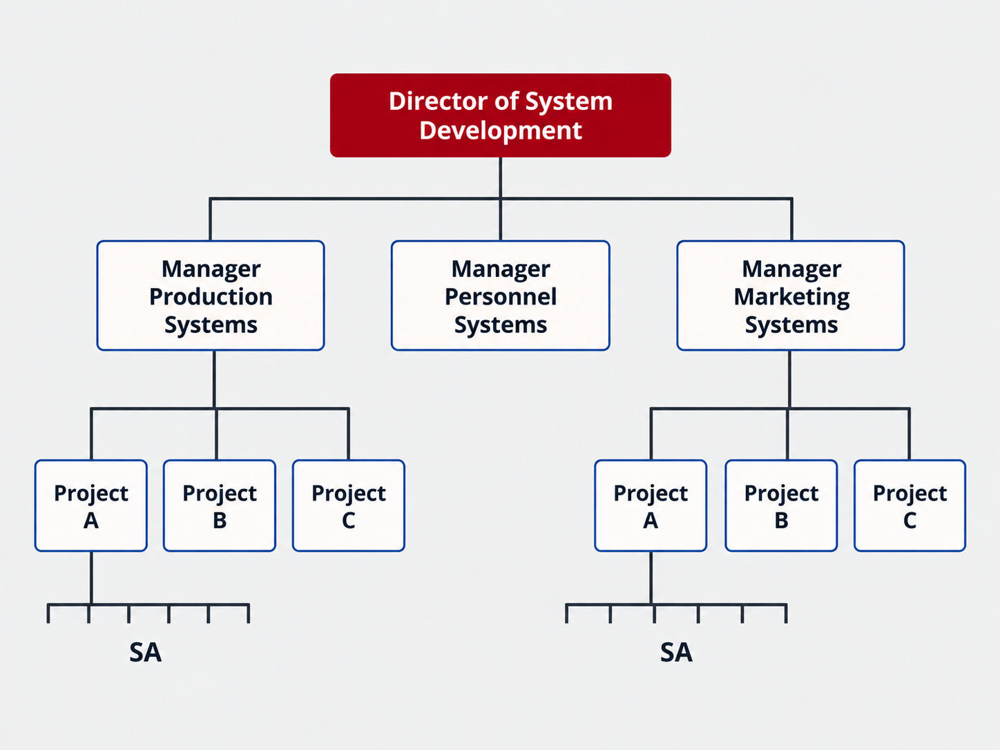 Director of System
Development
Manager
Production
Systems
Manager
Personnel
Systems
Manager
Marketing
Systems
Project
A
Project
B
Project
C
Project
A
Project
B
Project
C
SA
SA